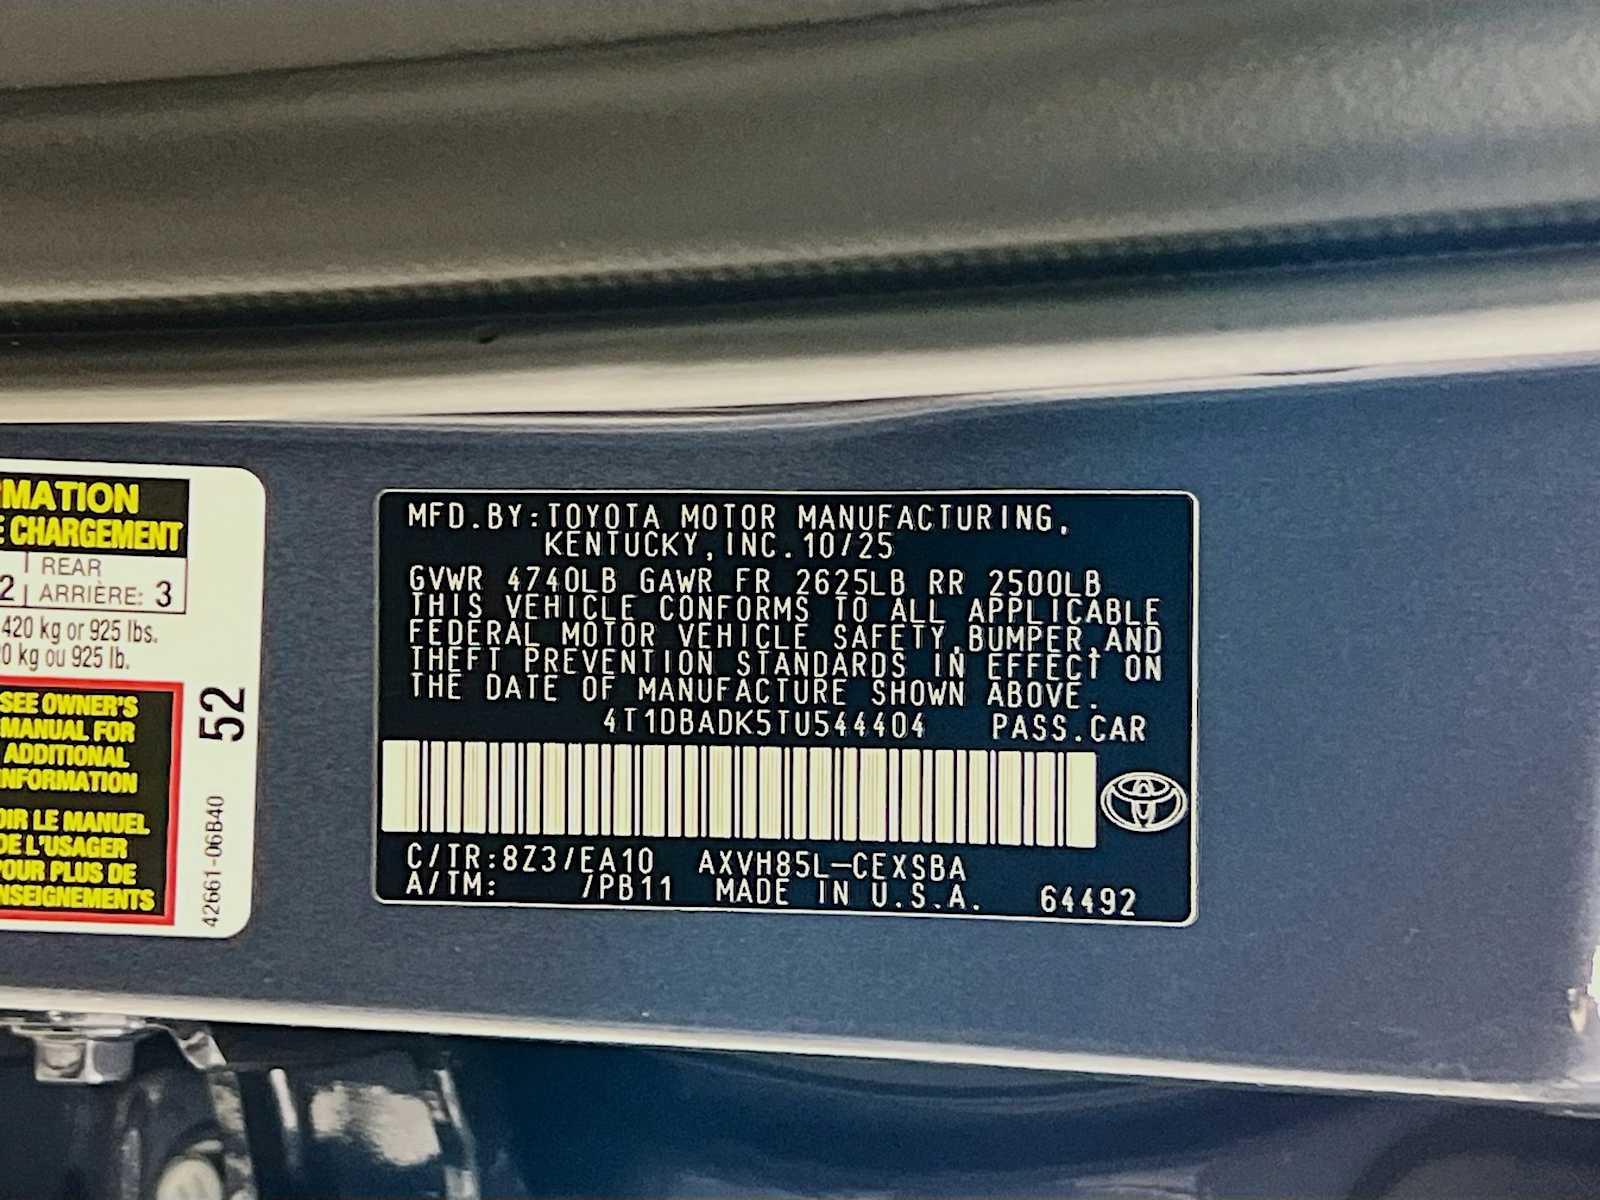 MATION
E CHARGEMENT
REAR
2 ARRIÈRE: 3
420 kg or 925 lbs.
0 kg ou 925 lb.
SEE OWNER'S
MANUAL FOR
ADDITIONAL
INFORMATION
OIR LE MANUEL
DE L'USAGER
POUR PLUS DE
NSEIGNEMENTS
52
42661-06B40
MFD.BY:TOYOTA MOTOR MANUFACTURING,
KENTUCKY,INC.10/25
GVWR 4740LB GAWR FR 2625LB RR 2500LB
THIS VEHICLE CONFORMS TO ALL APPLICABLE
FEDERAL MOTOR VEHICLE SAFETY,BUMPER,AND
THEFT PREVENTION STANDARDS IN EFFECT ON
THE DATE OF MANUFACTURE SHOWN ABOVE.
4T1DBADK5TU544404 PASS.CAR
C/TR:8Z3/EA10 AXVH85L-CEXSBA
A/TM: /PB11 MADE IN U.S.A. 64492